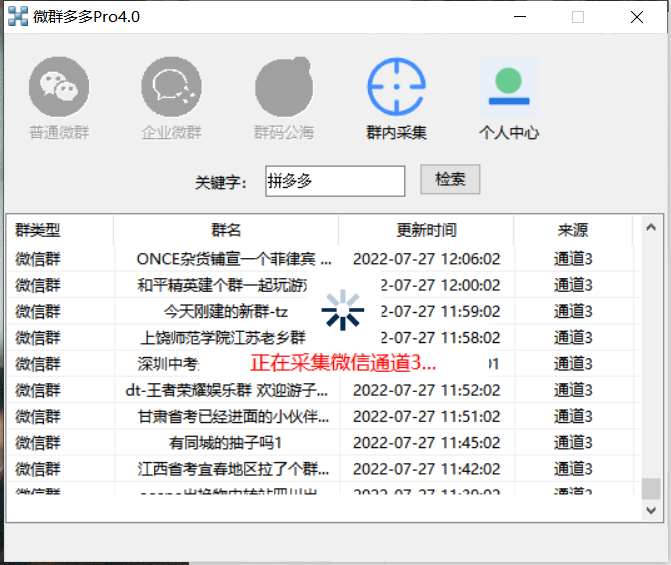 微群多多Pro4.0
普通微群 企业微群 群码公海 群内采集 个人中心
关键字： 拼多多 检索
群类型 群名 更新时间 来源
微信群 ONCE杂货铺宣一个菲律宾 ... 2022-07-27 12:06:02 通道3
微信群 和平精英建个群一起玩游 2022-07-27 12:00:02 通道3
微信群 今天刚建的新群-tz 2022-07-27 11:59:02 通道3
微信群 上饶师范学院江苏老乡群 2022-07-27 11:58:02 通道3
微信群 深圳中考 正在采集微信通道3... 01 通道3
微信群 dt-王者荣耀娱乐群 欢迎游子... 2022-07-27 11:52:02 通道3
微信群 甘肃省考已经进面的小伙伴... 2022-07-27 11:51:02 通道3
微信群 有同城的抽子吗1 2022-07-27 11:45:02 通道3
微信群 江西省考宜春地区拉了个群... 2022-07-27 11:42:02 通道3
微信群 2022-07-27 11:39:02 通道3